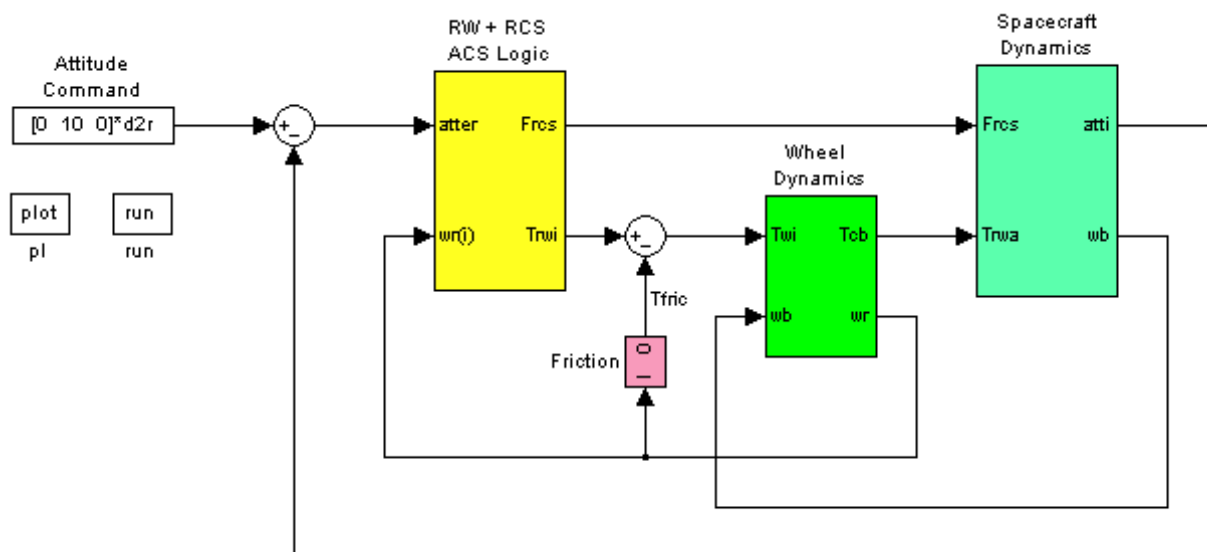 Attitude
Command
[0 10 0]*d2r
plot
pl
run
run
+
-
RW + RCS
ACS Logic
atter
Frcs
wr(i)
Trwi
+
-
Tfric
Friction
I
O
Wheel
Dynamics
Twi
Tcb
wb
wr
Spacecraft
Dynamics
Frcs
atti
Trwa
wb